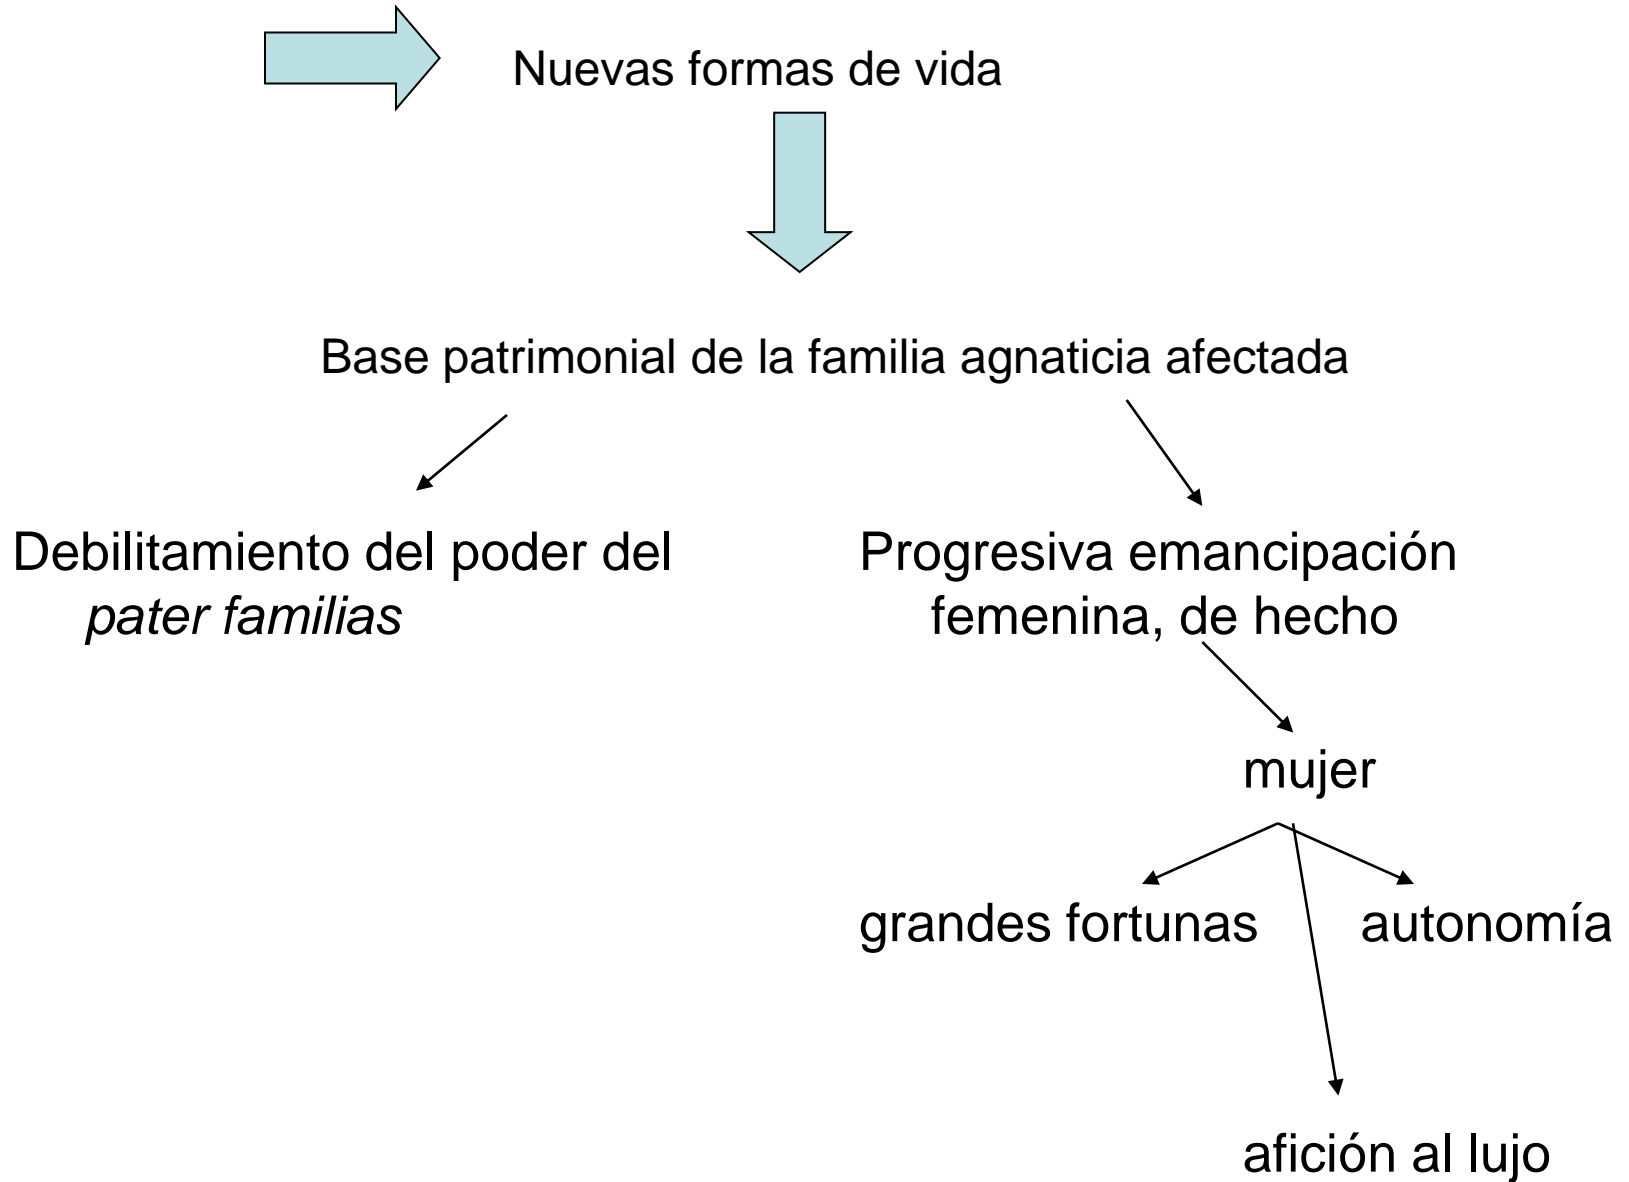 Nuevas formas de vida
Base patrimonial de la familia agnaticia afectada
Debilitamiento del poder del
pater familias
Progresiva emancipación
femenina, de hecho
mujer
grandes fortunas
autonomía
afición al lujo